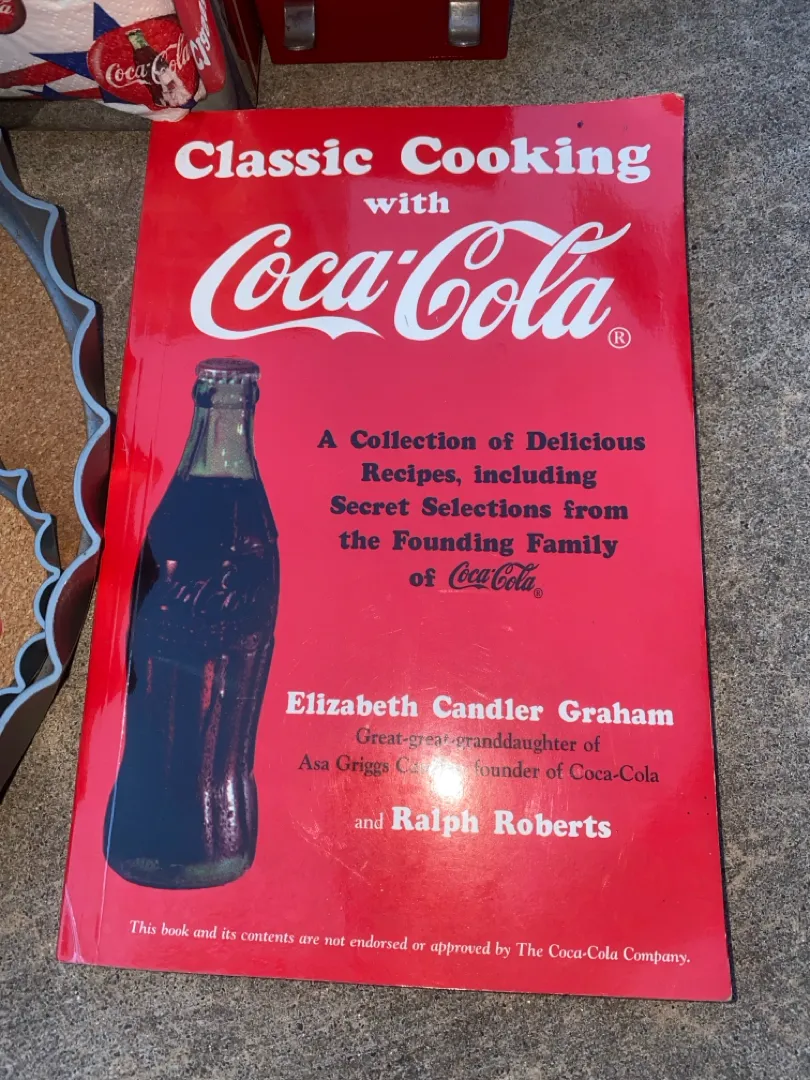 Coca-Cola
Classic Cooking
with
Coca-Cola
®
A Collection of Delicious
Recipes, including
Secret Selections from
the Founding Family
of Coca-Cola®
Elizabeth Candler Graham
Great-great-granddaughter of
Asa Griggs founder of Coca-Cola
and Ralph Roberts
This book and its contents are not endorsed or approved by The Coca-Cola Company.